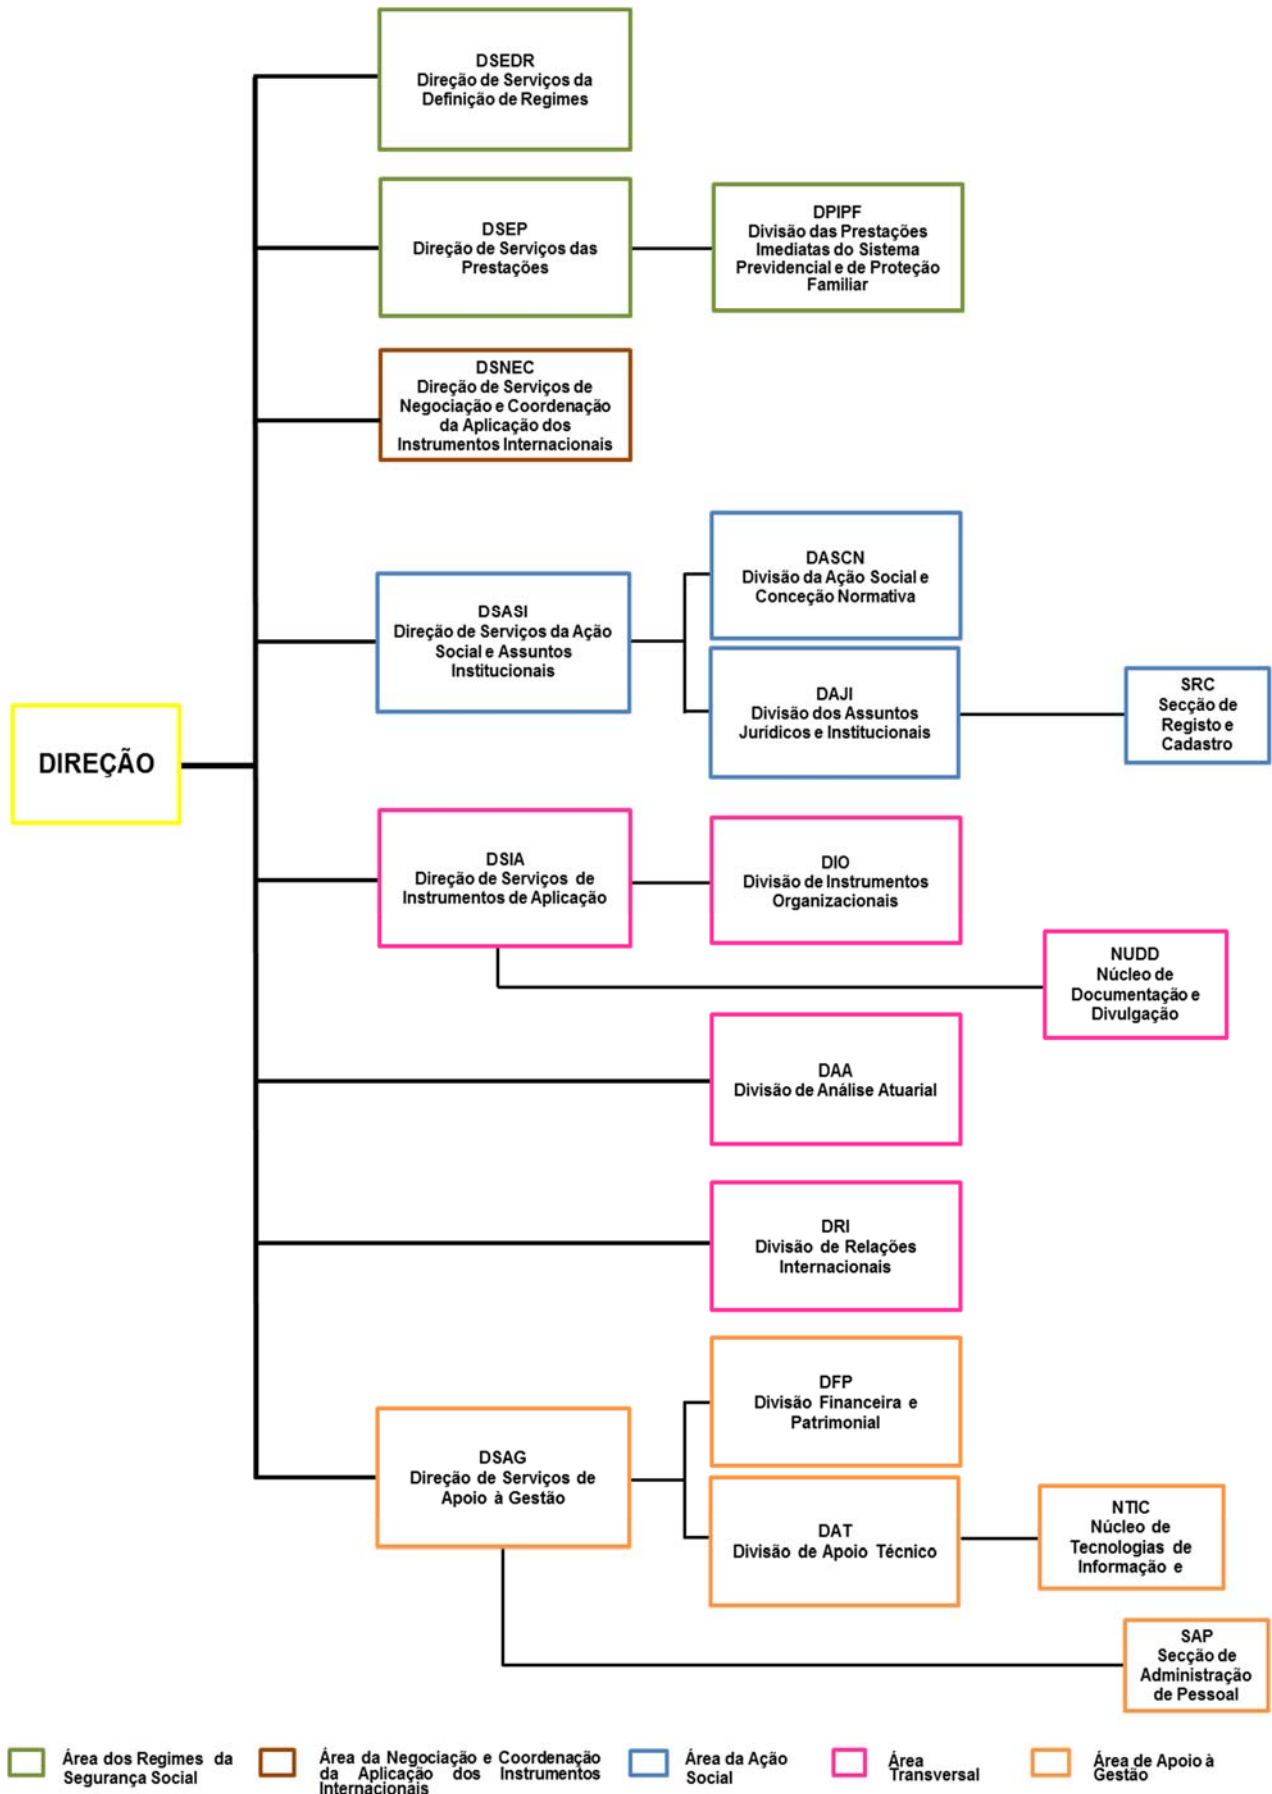 DSEDR
Direção de Serviços da
Definição de Regimes
DSEP
Direção de Serviços das
Prestações
DPIPF
Divisão das Prestações
Imediatas do Sistema
Previdencial e de Proteção
Familiar
DSNEC
Direção de Serviços de
Negociação e Coordenação
da Aplicação dos
Instrumentos Internacionais
DASCN
Divisão da Ação Social e
Conceção Normativa
DSASI
Direção de Serviços da Ação
Social e Assuntos
Institucionais
DAJI
Divisão dos Assuntos
Jurídicos e Institucionais
SRC
Secção de
Registo e
Cadastro
DIREÇÃO
DSIA
Direção de Serviços de
Instrumentos de Aplicação
DIO
Divisão de Instrumentos
Organizacionais
NUDD
Núcleo de
Documentação e
Divulgação
DAA
Divisão de Análise Atuarial
DRI
Divisão de Relações
Internacionais
DFP
Divisão Financeira e
Patrimonial
DSAG
Direção de Serviços de
Apoio à Gestão
DAT
Divisão de Apoio Técnico
NTIC
Núcleo de
Tecnologias de
Informação e
SAP
Secção de
Administração
de Pessoal
Área dos Regimes da
Segurança Social
Área da Negociação e Coordenação
da Aplicação dos Instrumentos
Internacionais
Área da Ação
Social
Área
Transversal
Área de Apoio à
Gestão